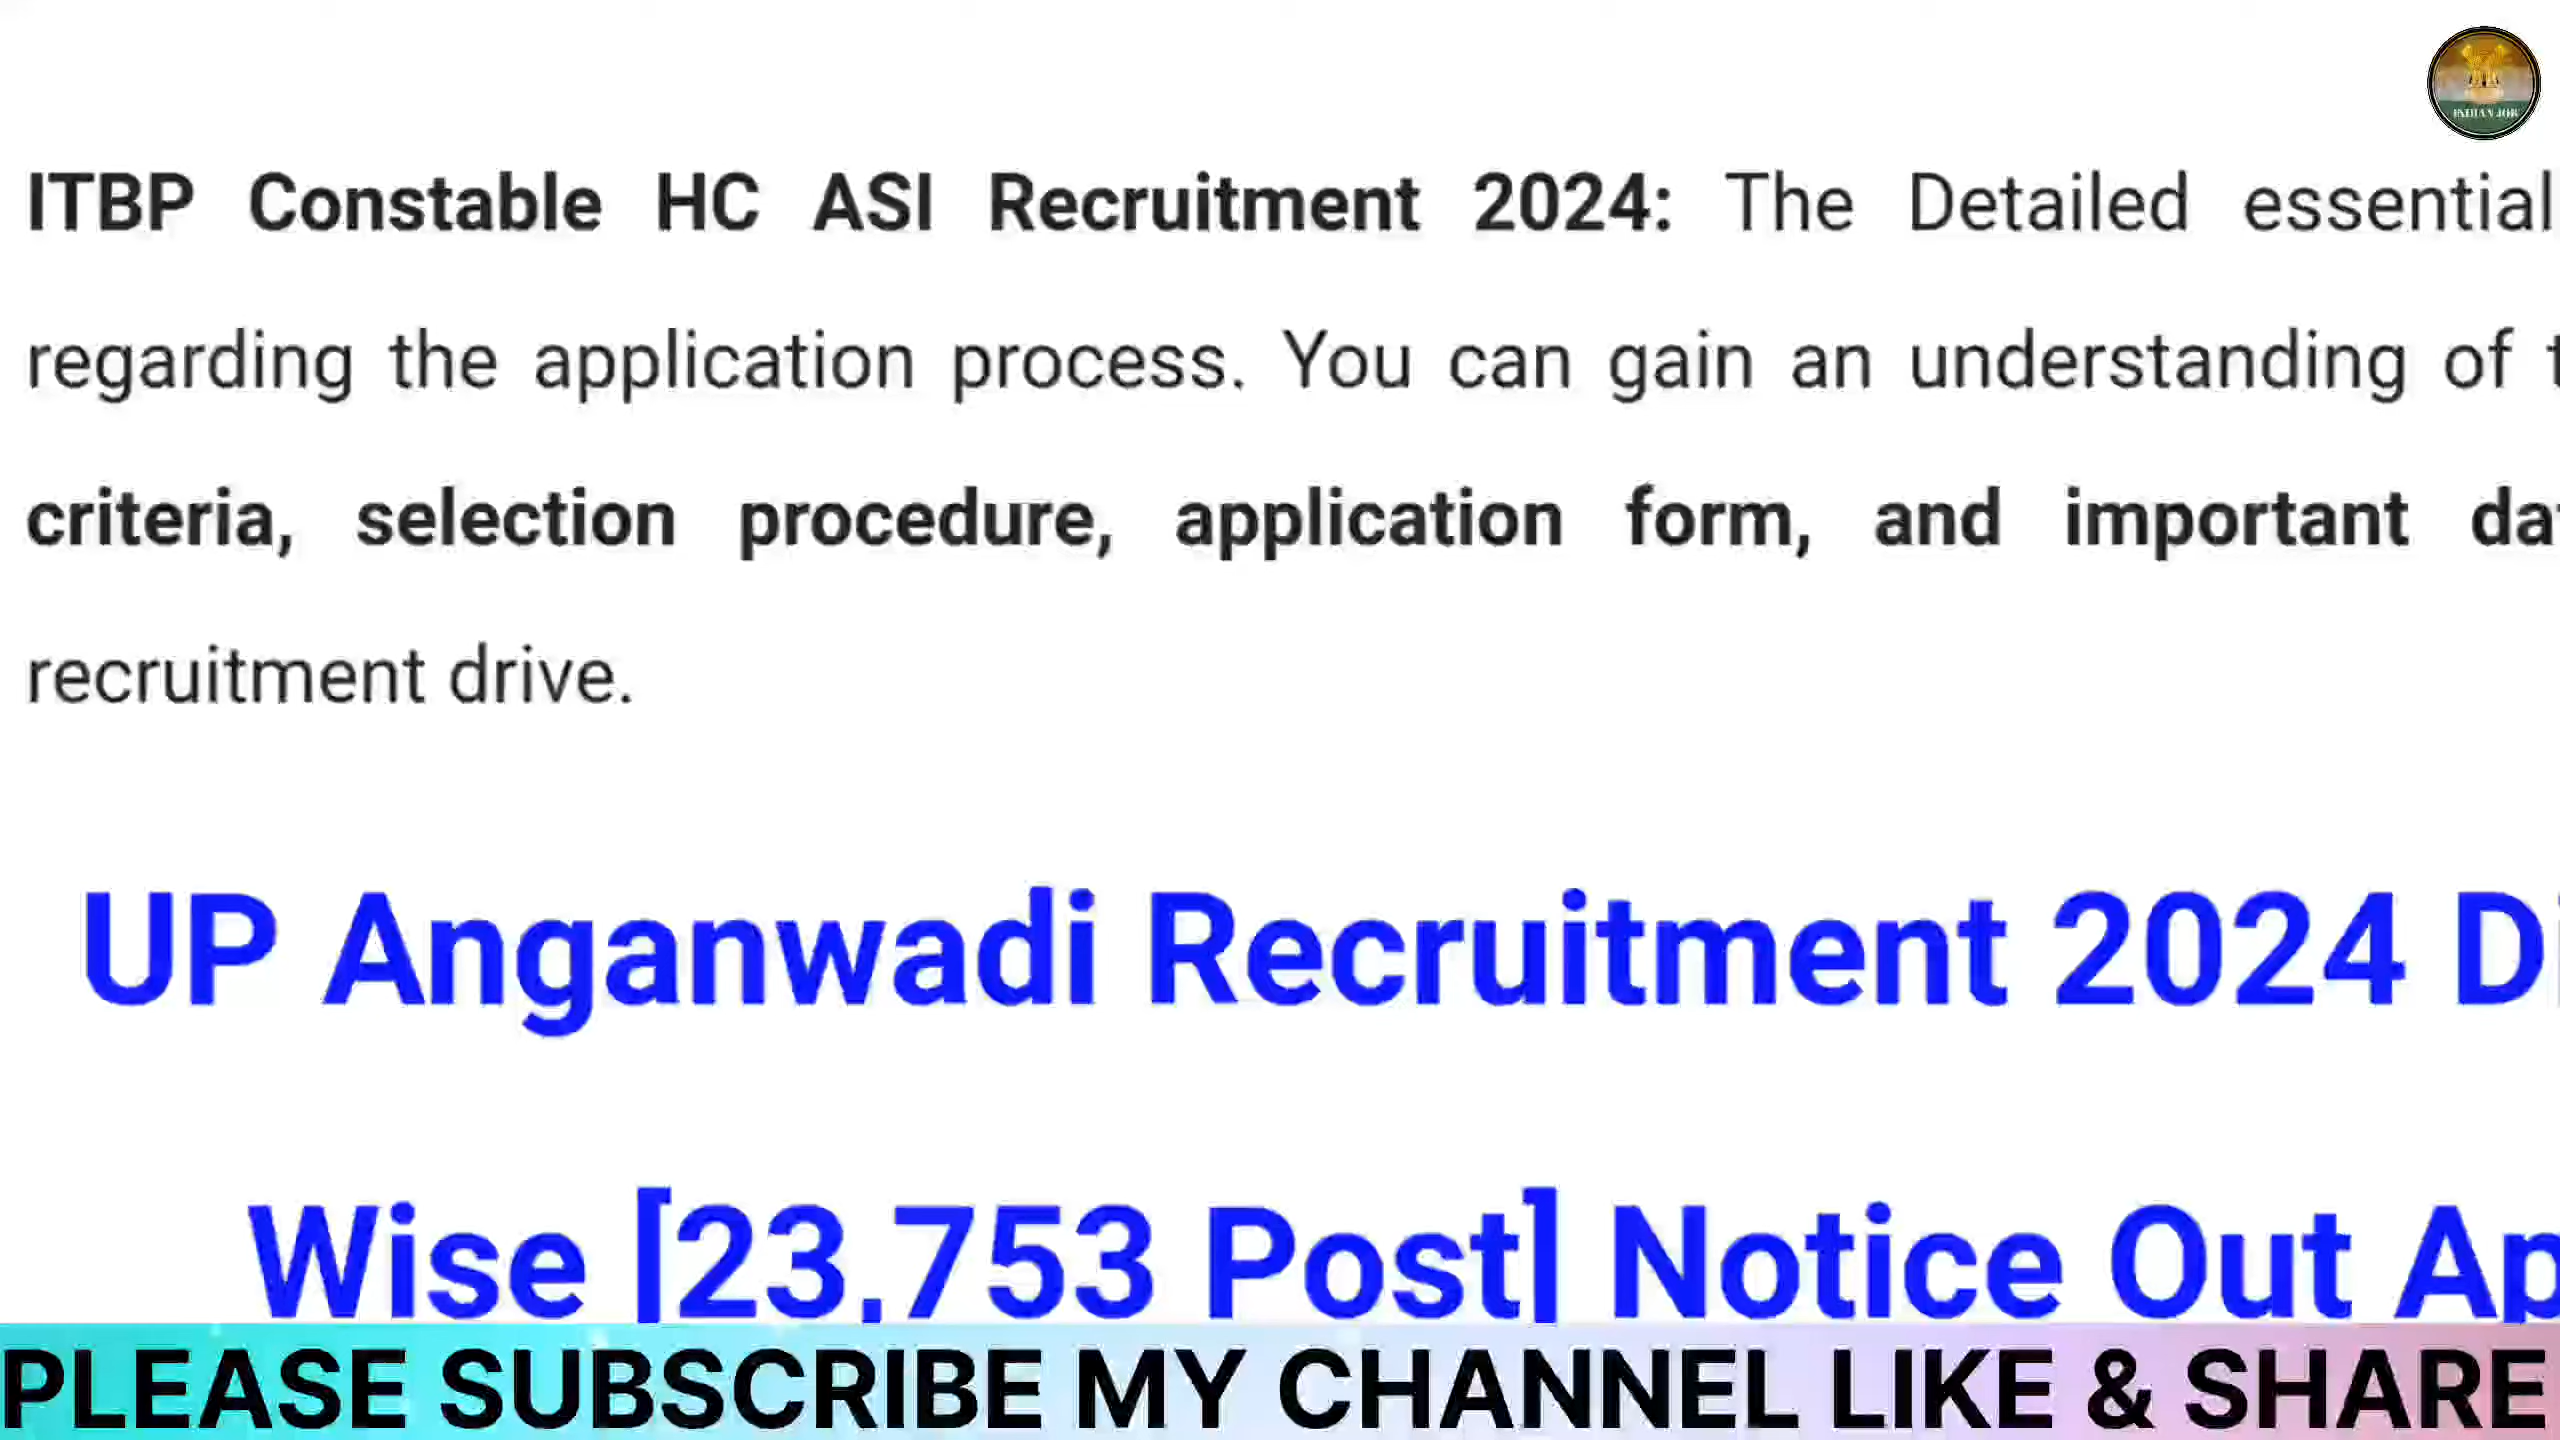 INDIAN JOB
ITBP Constable HC ASI Recruitment 2024: The Detailed essential
regarding the application process. You can gain an understanding of
criteria, selection procedure, application form, and important
recruitment drive.
UP Anganwadi Recruitment 2024
Wise [23,753 Post] Notice Out
PLEASE SUBSCRIBE MY CHANNEL LIKE & SHARE